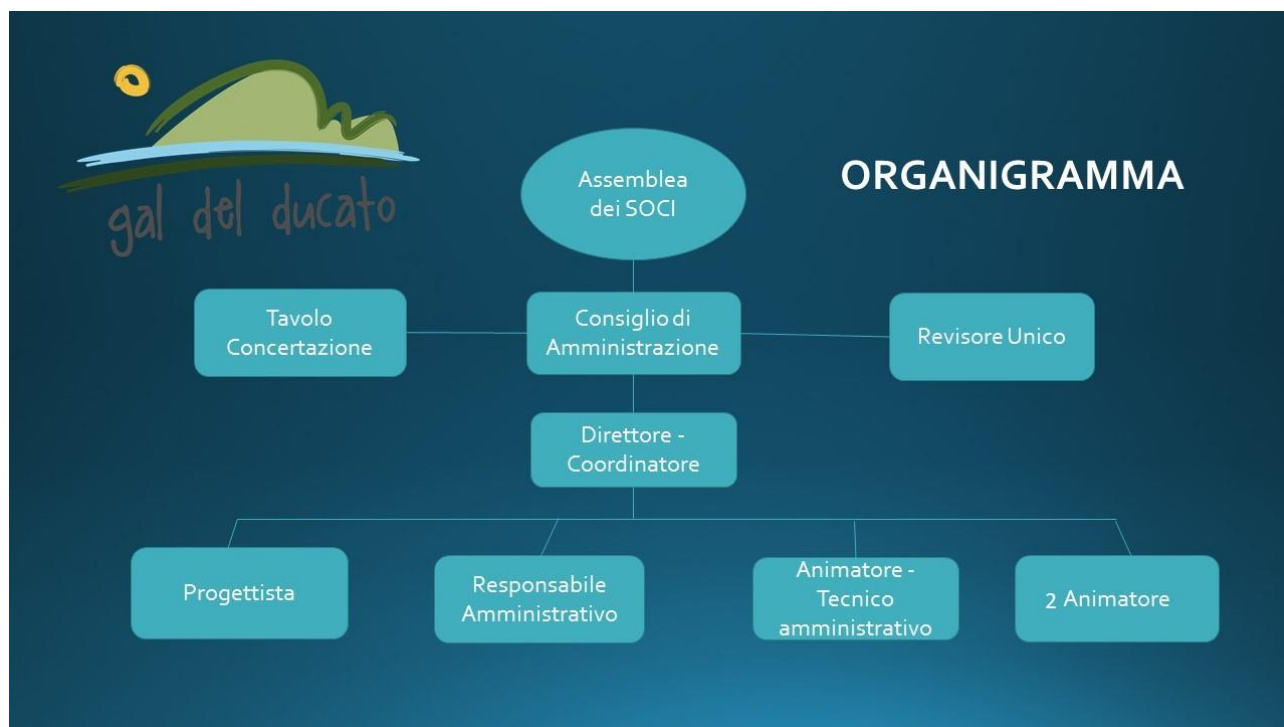 gal del ducato
ORGANIGRAMMA
Assemblea
dei SOCI
Tavolo
Concertazione
Consiglio di
Amministrazione
Revisore Unico
Direttore -
Coordinatore
Progettista
Responsabile
Amministrativo
Animatore -
Tecnico
amministrativo
2 Animatore